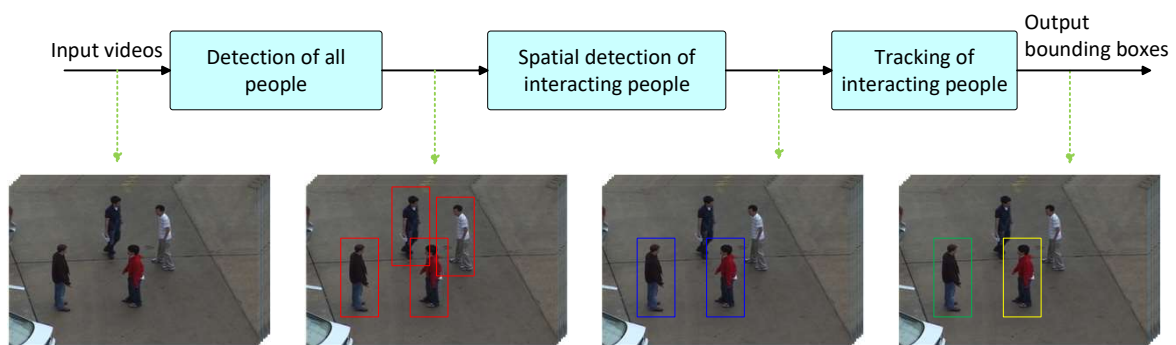 Input videos
Detection of all
people
Spatial detection of
interacting people
Tracking of
interacting people
Output
bounding boxes